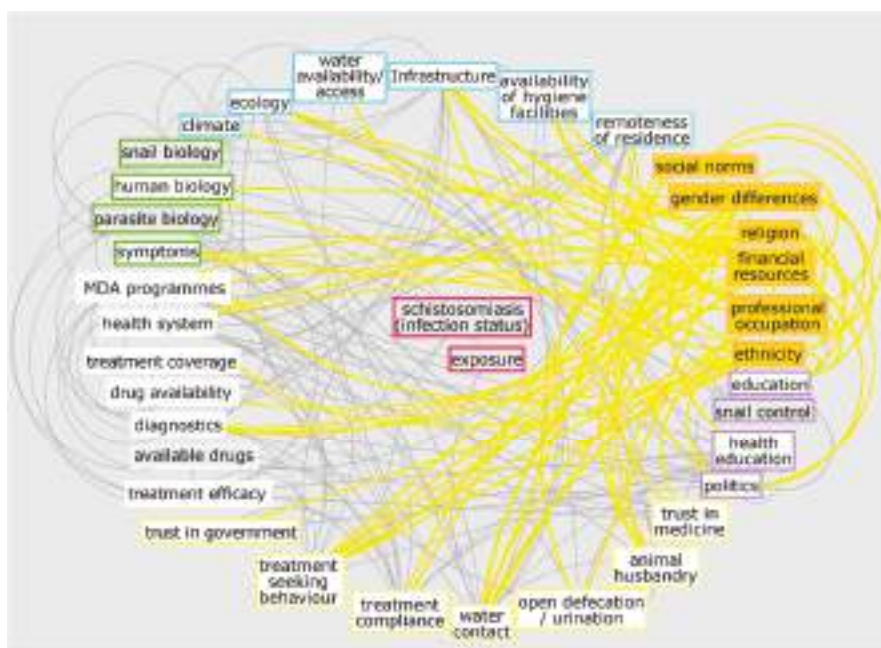 water
availability/
access
Infrastructure
availability
of hygiene
facilities
ecology
climate
remoteness
of residence
snail biology
social norms
human biology
gender differences
parasite biology
religion
symptoms
financial
resources
MDA programmes
schistosomiasis
(infection status)
professional
occupation
health system
exposure
ethnicity
treatment coverage
education
drug availability
snail control
diagnostics
health
education
available drugs
politics
treatment efficacy
trust in
medicine
trust in government
animal
husbandry
treatment
seeking
behaviour
treatment
compliance
water
contact
open defecation
/ urination